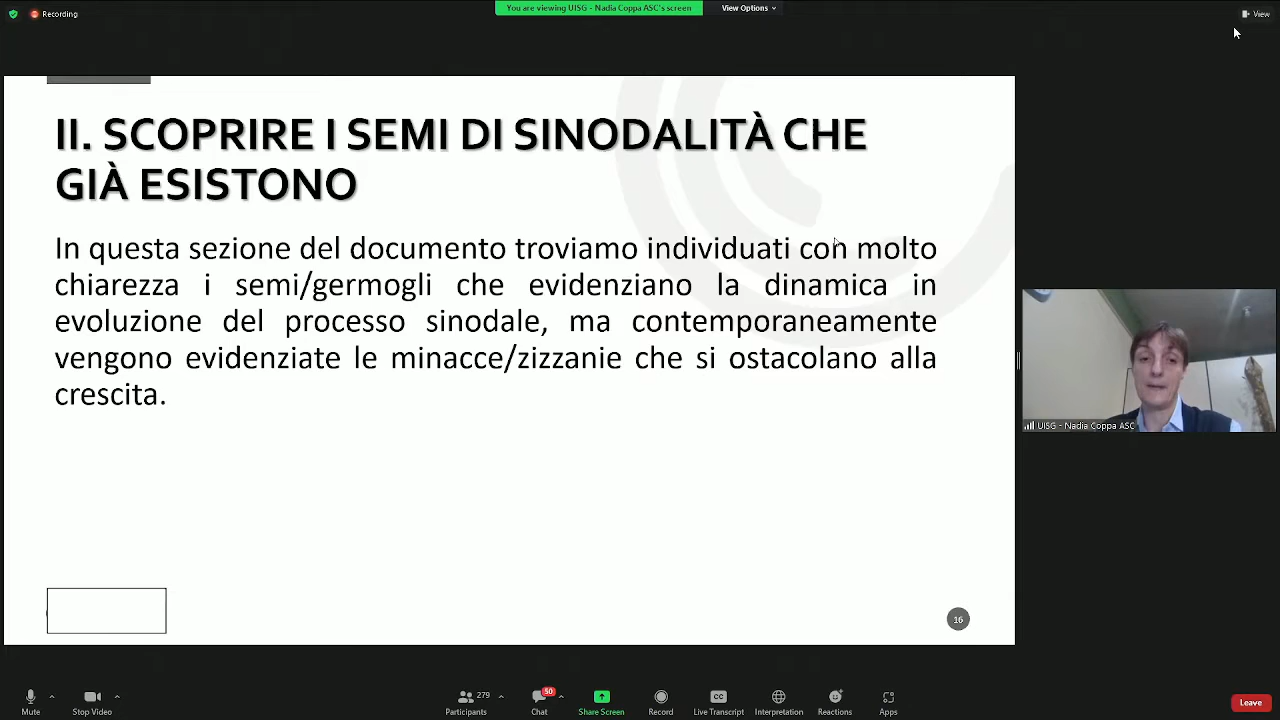 Recording
You are viewing UISG - Nadia Coppa ASC's screen
View Options
View
II. SCOPRIRE I SEMI DI SINODALITÀ CHE
GIÀ ESISTONO
In questa sezione del documento troviamo individuati con molto
chiarezza i semi/germogli che evidenziano la dinamica in
evoluzione del processo sinodale, ma contemporaneamente
vengono evidenziate le minacce/zizzanie che si ostacolano alla
crescita.
16
UISG - Nadia Coppa ASC
Mute
Stop Video
279
Participants
50
Chat
Share Screen
Record
CC
Live Transcript
Interpretation
Reactions
Apps
Leave